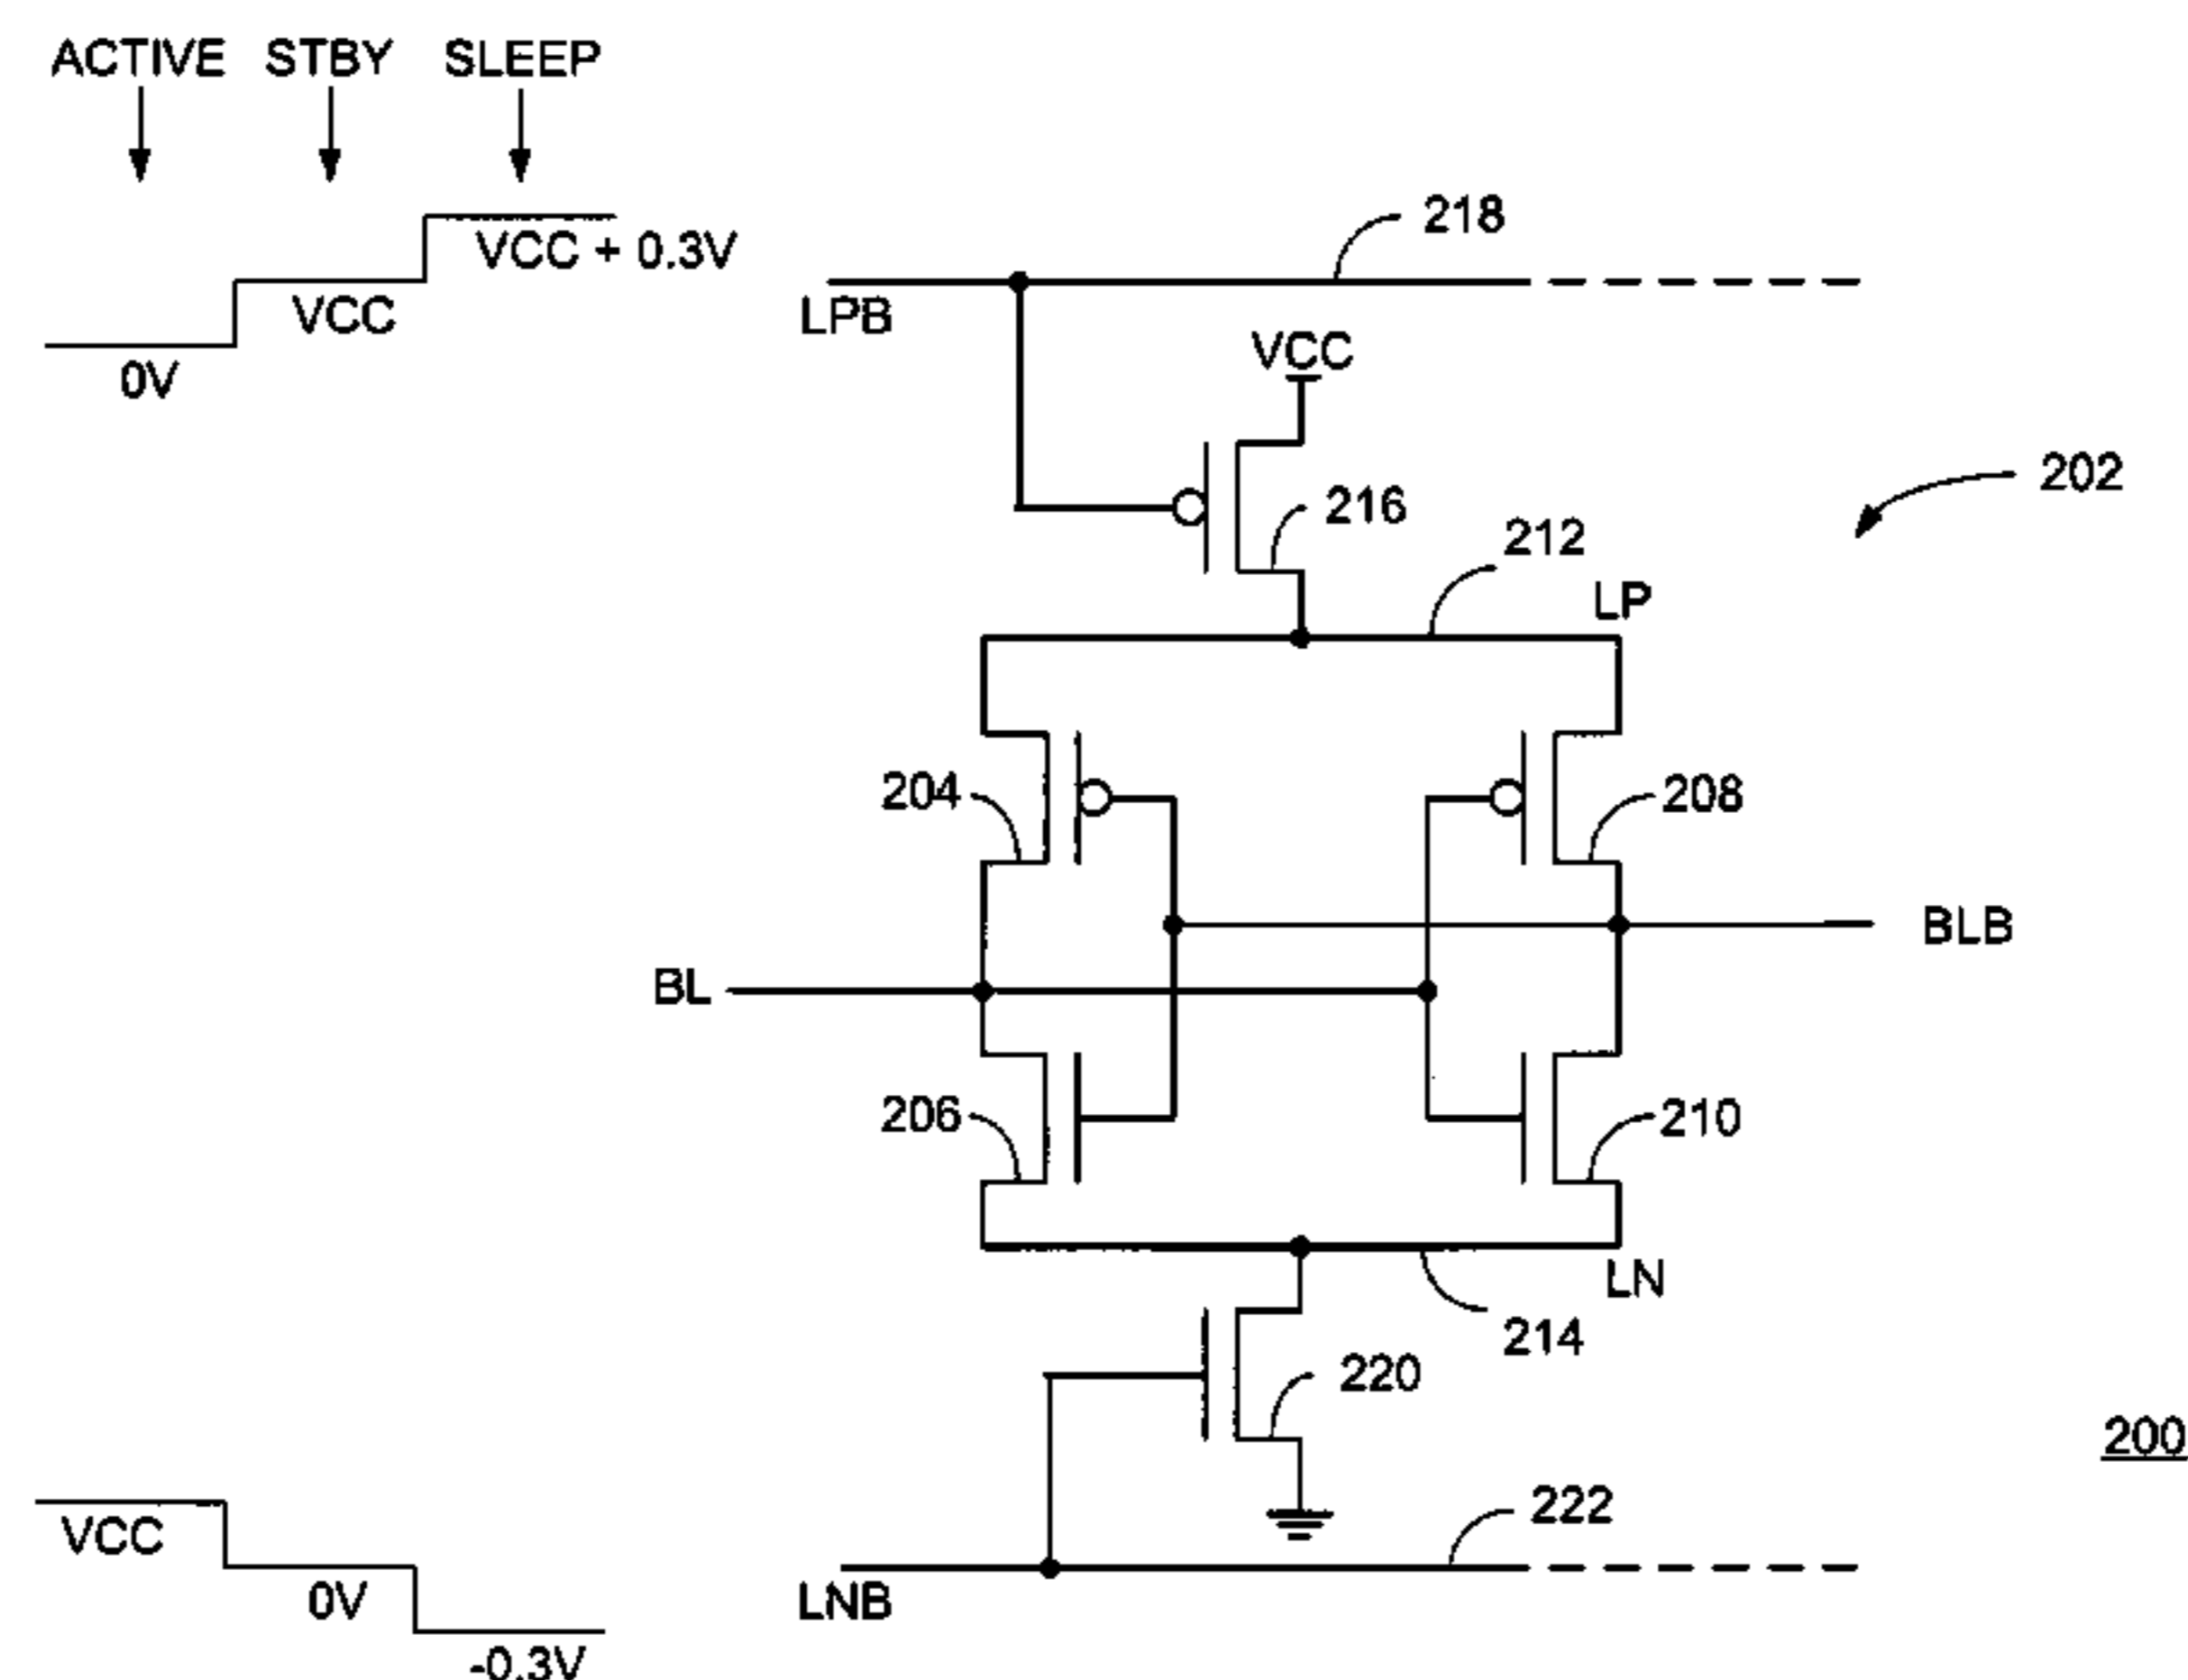 ACTIVE STBY SLEEP
218
VCC + 0.3V
VCC
LPB
VCC
0V
202
216
212
LP
204
208
BLB
BL
206
210
LN
214
220
200
222
VCC
0V
LNB
-0.3V